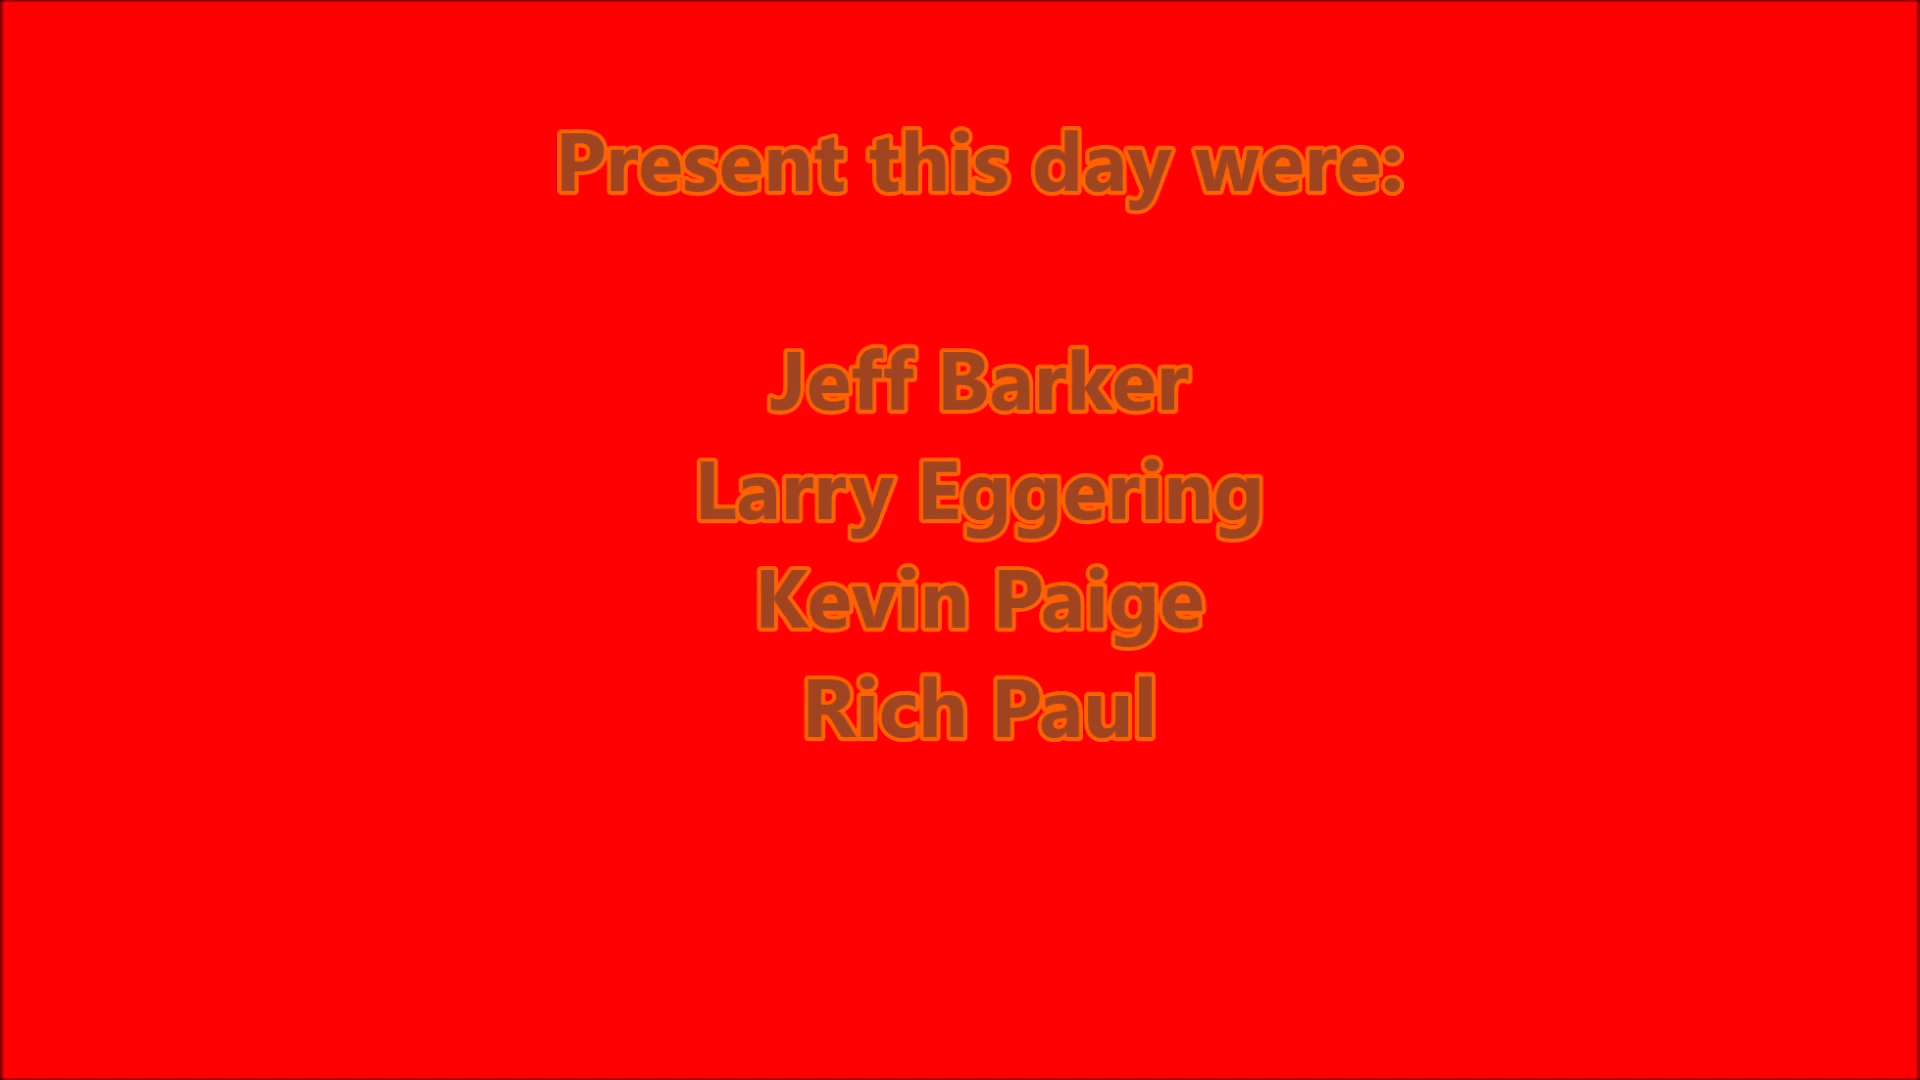 Present this day were:
Jeff Barker
Larry Eggering
Kevin Paige
Rich Paul